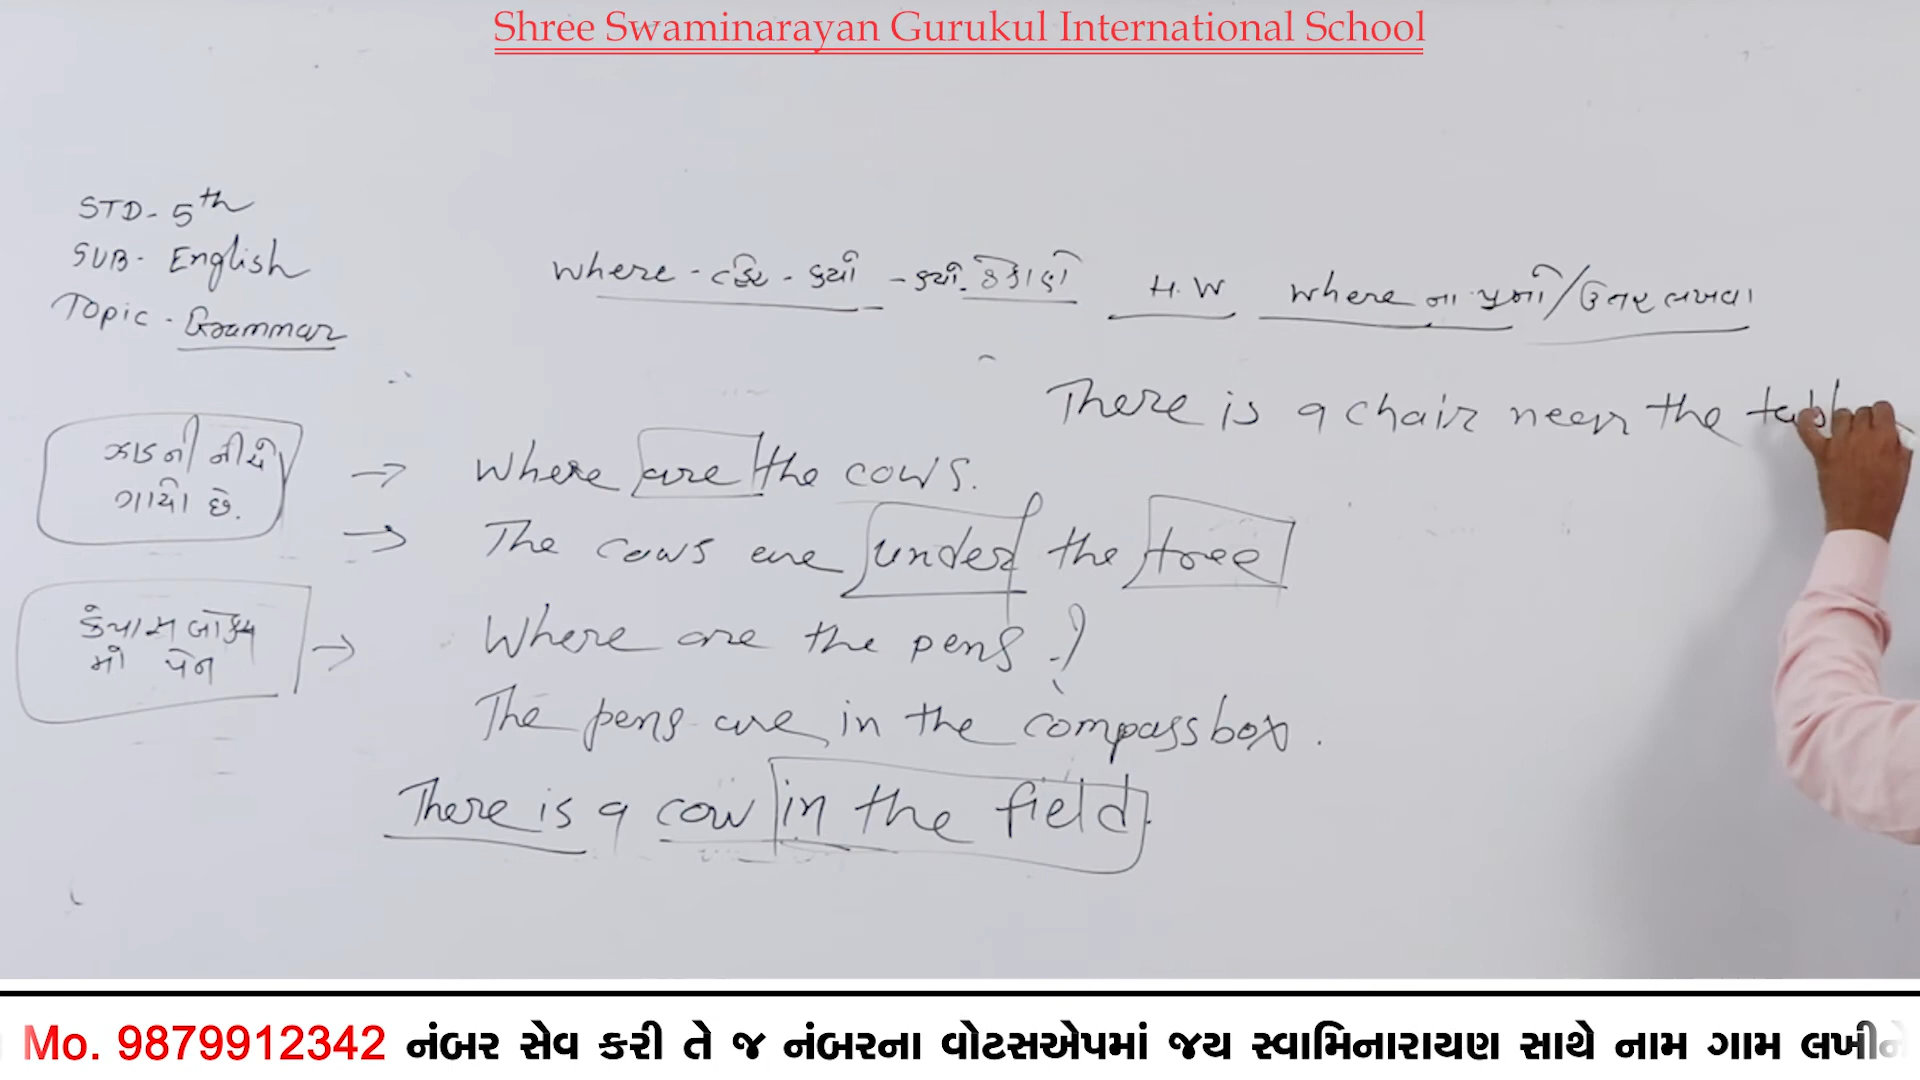 Shree Swaminarayan Gurukul International School
STD- 5th
SUB- English
Topic - Grammar
Where - વ્હેર - ક્યાં - ક્યાં. ઠેકાણે
H.W where ના પ્રશ્નો/ઉત્તર લખવા
There is a chair near the table
ઝાડની નીચે
ગાયો છે.
→ Where are the cows.
→ The cows are under the tree
કંપાસ બોક્સ
માં પેન
→ Where are the pens ?
The pens are in the compassbox.
There is a cow in the field.
Mo. 9879912342 નંબર સેવ કરી તે જ નંબરના વોટસએપમાં જય સ્વામિનારાયણ સાથે નામ ગામ લખીને